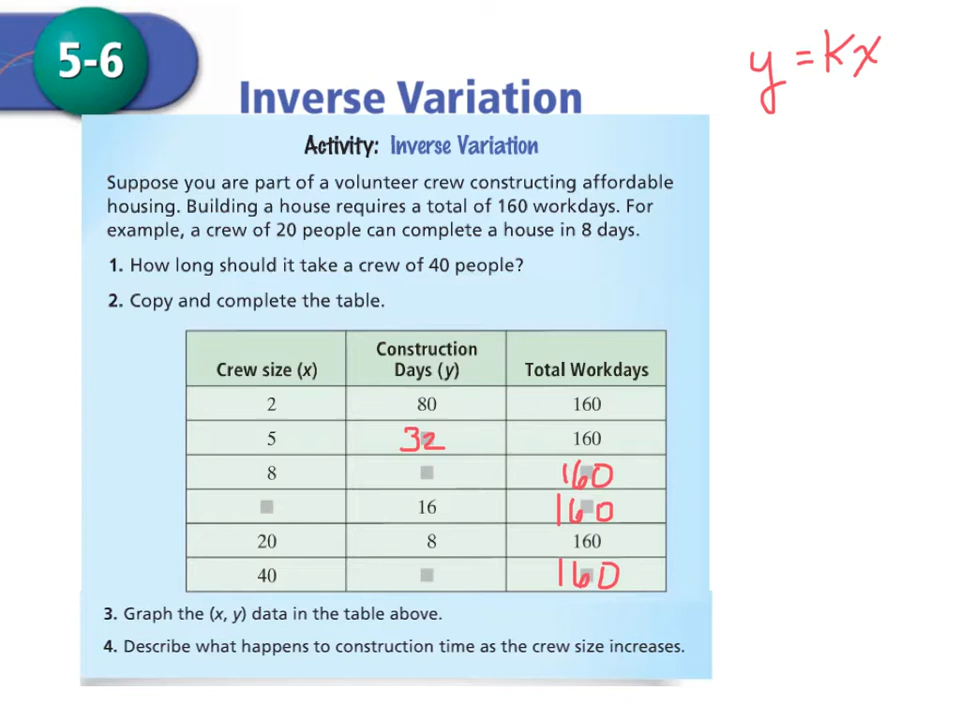 5-6
y = kx
Inverse Variation
Activity: Inverse Variation
Suppose you are part of a volunteer crew constructing affordable
housing. Building a house requires a total of 160 workdays. For
example, a crew of 20 people can complete a house in 8 days.
1. How long should it take a crew of 40 people?
2. Copy and complete the table.
Crew size (x) Construction Days (y) Total Workdays
2 80 160
5 32 160
8 160
16 160
20 8 160
40 160
3. Graph the (x, y) data in the table above.
4. Describe what happens to construction time as the crew size increases.